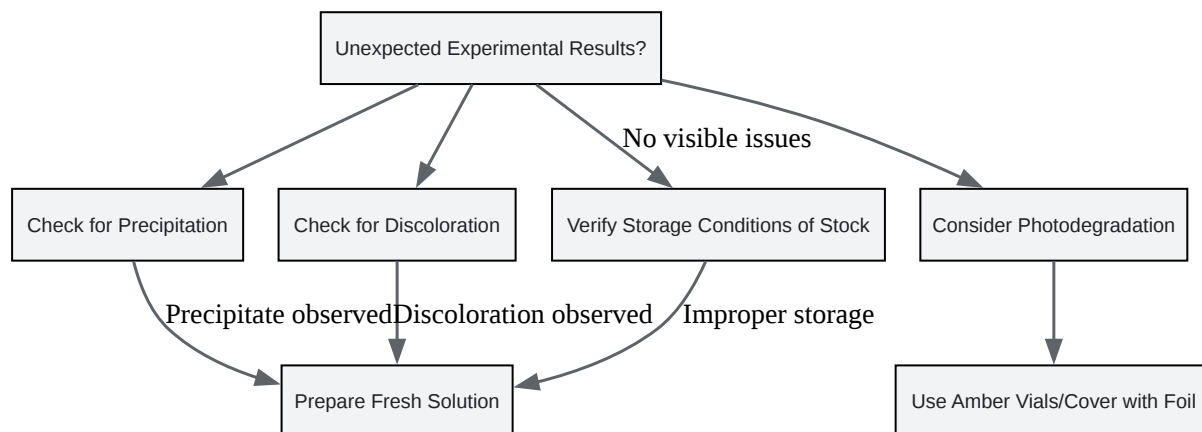 Unexpected Experimental Results?
No visible issues
Check for Precipitation
Check for Discoloration
Verify Storage Conditions of Stock
Consider Photodegradation
Precipitate observed
Discoloration observed
Improper storage
Prepare Fresh Solution
Use Amber Vials/Cover with Foil